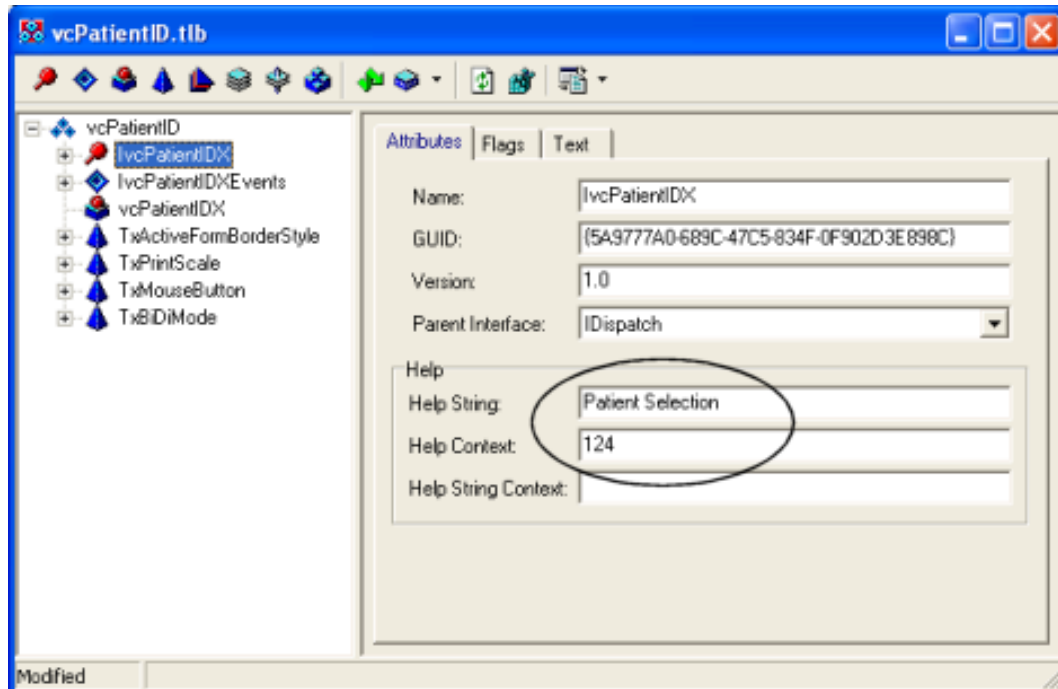 vcPatientID.tlb
vcPatientID
IvcPatientIDX
IvcPatientIDXEvents
vcPatientIDX
TxActiveFormBorderStyle
TxPrintScale
TxMouseButton
TxBiDiMode
Attributes Flags Text
Name: IvcPatientIDX
GUID: {5A9777A0-689C-47C5-834F-0F902D3E898C}
Version: 1.0
Parent Interface: IDispatch
Help
Help String: Patient Selection
Help Context: 124
Help String Context:
Modified